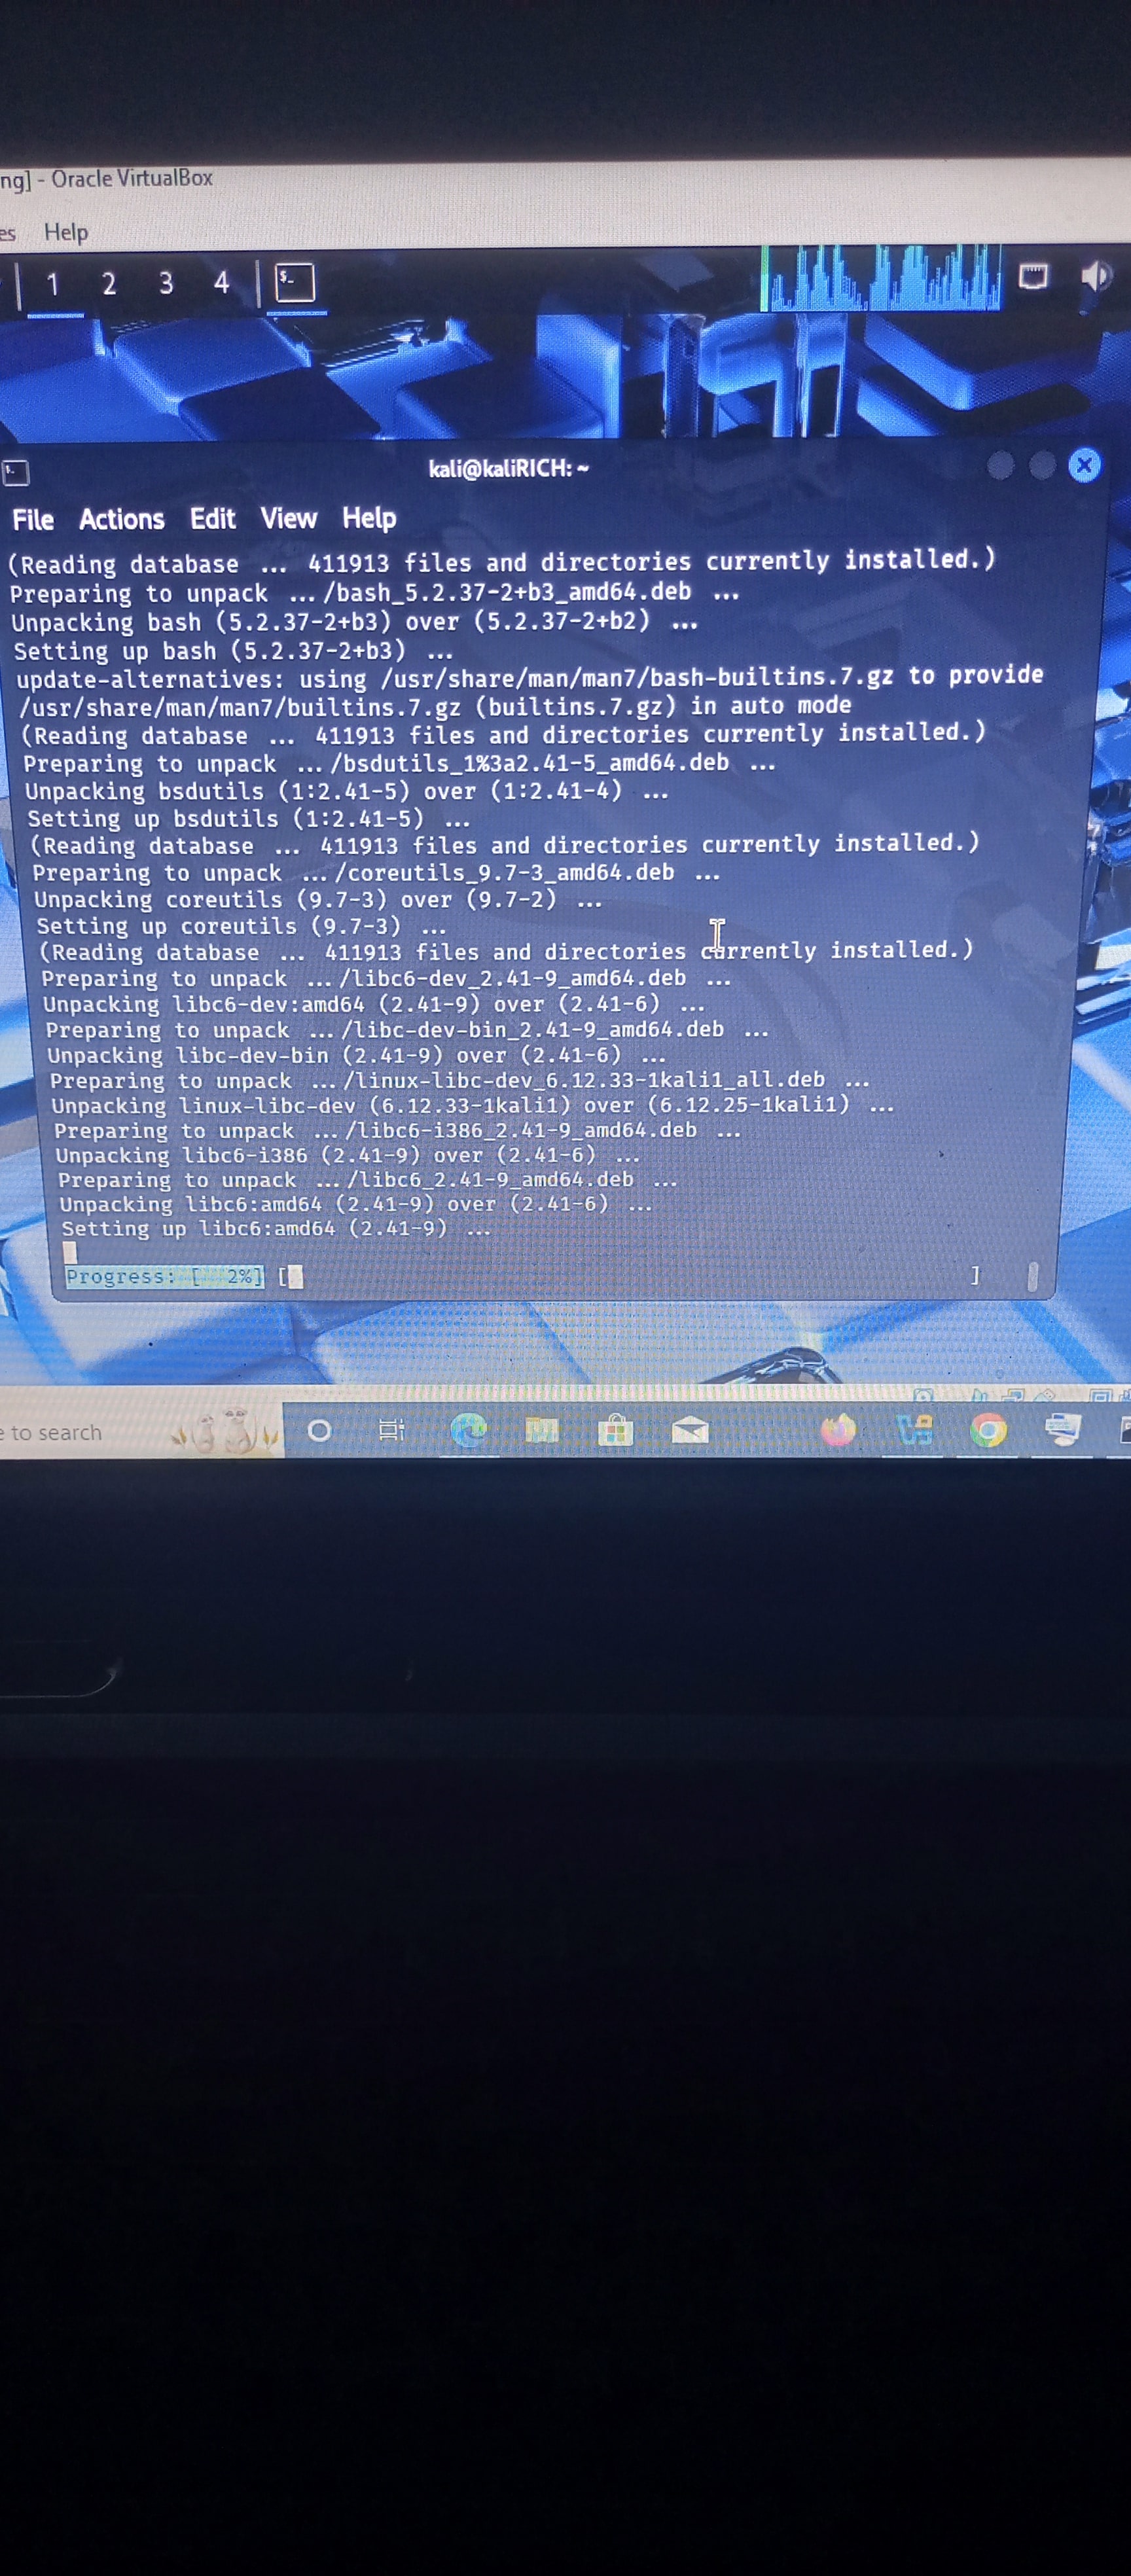 ng] - Oracle VirtualBox
es Help
1 2 3 4
kali@kaliRICH: ~
File Actions Edit View Help
(Reading database ... 411913 files and directories currently installed.)
Preparing to unpack .../bash_5.2.37-2+b3_amd64.deb ...
Unpacking bash (5.2.37-2+b3) over (5.2.37-2+b2) ...
Setting up bash (5.2.37-2+b3) ...
update-alternatives: using /usr/share/man/man7/bash-builtins.7.gz to provide
/usr/share/man/man7/builtins.7.gz (builtins.7.gz) in auto mode
(Reading database ... 411913 files and directories currently installed.)
Preparing to unpack .../bsdutils_1%3a2.41-5_amd64.deb ...
Unpacking bsdutils (1:2.41-5) over (1:2.41-4) ...
Setting up bsdutils (1:2.41-5) ...
(Reading database ... 411913 files and directories currently installed.)
Preparing to unpack .../coreutils_9.7-3_amd64.deb ...
Unpacking coreutils (9.7-3) over (9.7-2) ...
Setting up coreutils (9.7-3) ...
(Reading database ... 411913 files and directories currently installed.)
Preparing to unpack .../libc6-dev_2.41-9_amd64.deb ...
Unpacking libc6-dev:amd64 (2.41-9) over (2.41-6) ...
Preparing to unpack .../libc-dev-bin_2.41-9_amd64.deb ...
Unpacking libc-dev-bin (2.41-9) over (2.41-6) ...
Preparing to unpack .../linux-libc-dev_6.12.33-1kali1_all.deb ...
Unpacking linux-libc-dev (6.12.33-1kali1) over (6.12.25-1kali1) ...
Preparing to unpack .../libc6-i386_2.41-9_amd64.deb ...
Unpacking libc6-i386 (2.41-9) over (2.41-6) ...
Preparing to unpack .../libc6_2.41-9_amd64.deb ...
Unpacking libc6:amd64 (2.41-9) over (2.41-6) ...
Setting up libc6:amd64 (2.41-9) ...
Progress: [  2%] [ ]
e to search